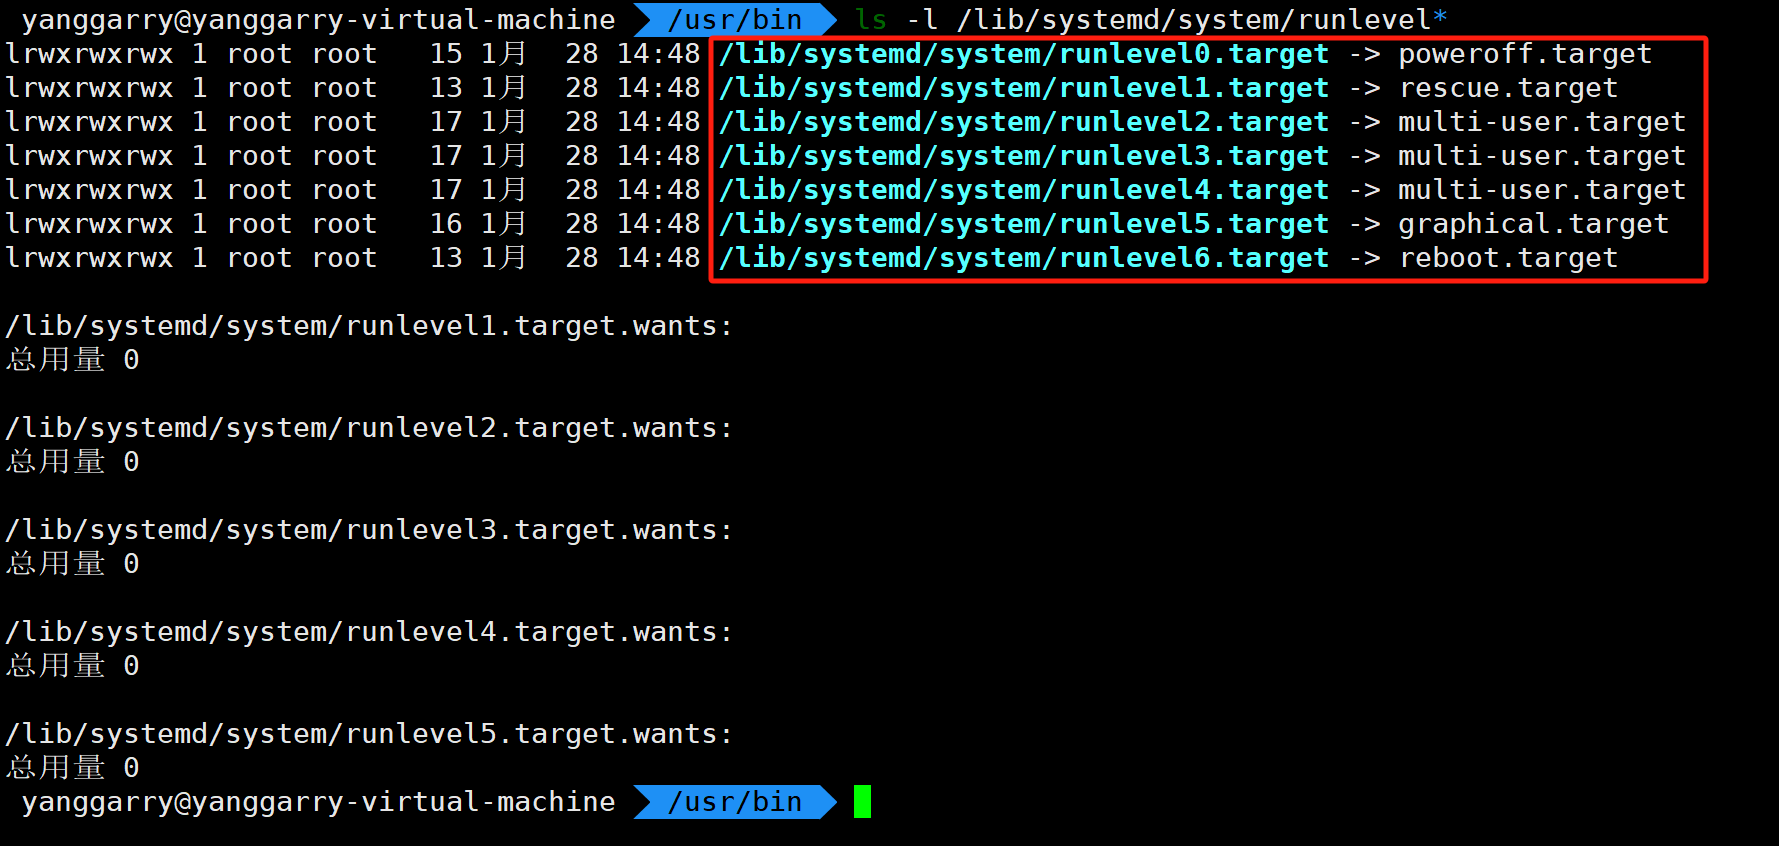 yanggarry@yanggarry-virtual-machine /usr/bin ls -l /lib/systemd/system/runlevel*
lrwxrwxrwx 1 root root 15 1月 28 14:48 /lib/systemd/system/runlevel0.target -> poweroff.target
lrwxrwxrwx 1 root root 13 1月 28 14:48 /lib/systemd/system/runlevel1.target -> rescue.target
lrwxrwxrwx 1 root root 17 1月 28 14:48 /lib/systemd/system/runlevel2.target -> multi-user.target
lrwxrwxrwx 1 root root 17 1月 28 14:48 /lib/systemd/system/runlevel3.target -> multi-user.target
lrwxrwxrwx 1 root root 17 1月 28 14:48 /lib/systemd/system/runlevel4.target -> multi-user.target
lrwxrwxrwx 1 root root 16 1月 28 14:48 /lib/systemd/system/runlevel5.target -> graphical.target
lrwxrwxrwx 1 root root 13 1月 28 14:48 /lib/systemd/system/runlevel6.target -> reboot.target
/lib/systemd/system/runlevel1.target.wants:
总用量 0
/lib/systemd/system/runlevel2.target.wants:
总用量 0
/lib/systemd/system/runlevel3.target.wants:
总用量 0
/lib/systemd/system/runlevel4.target.wants:
总用量 0
/lib/systemd/system/runlevel5.target.wants:
总用量 0
yanggarry@yanggarry-virtual-machine /usr/bin